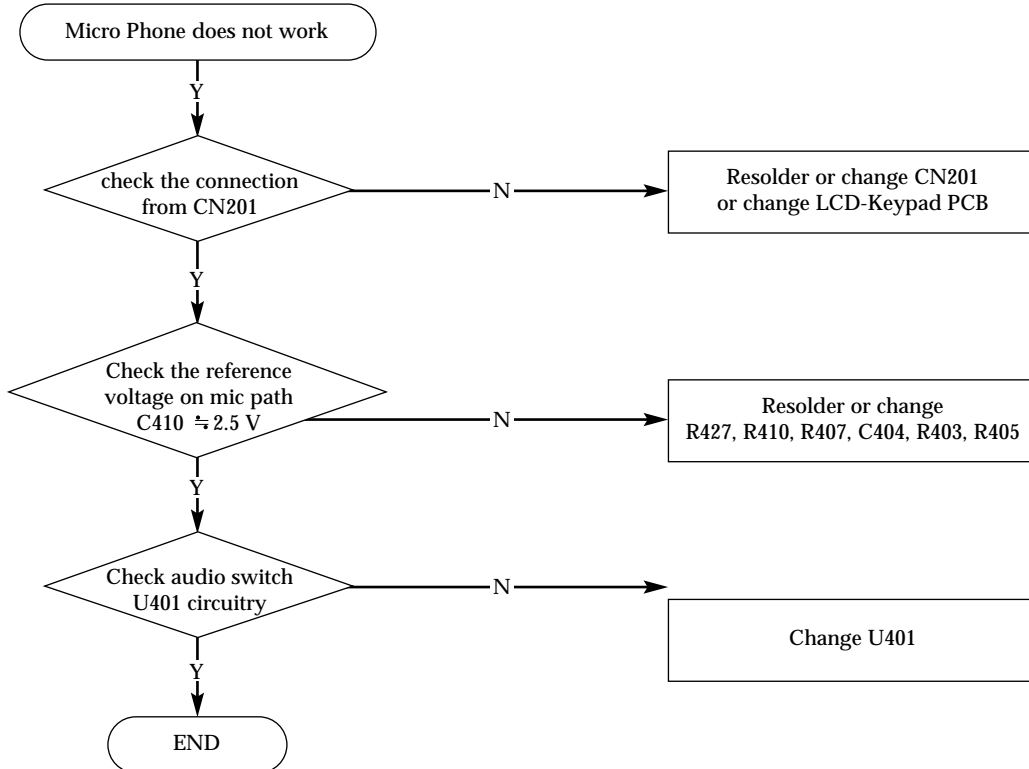 Micro Phone does not work
Y
check the connection
from CN201
N
Resolder or change CN201
or change LCD-Keypad PCB
Y
Check the reference
voltage on mic path
C410 ≒ 2.5 V
N
Resolder or change
R427, R410, R407, C404, R403, R405
Y
Check audio switch
U401 circuitry
N
Change U401
Y
END